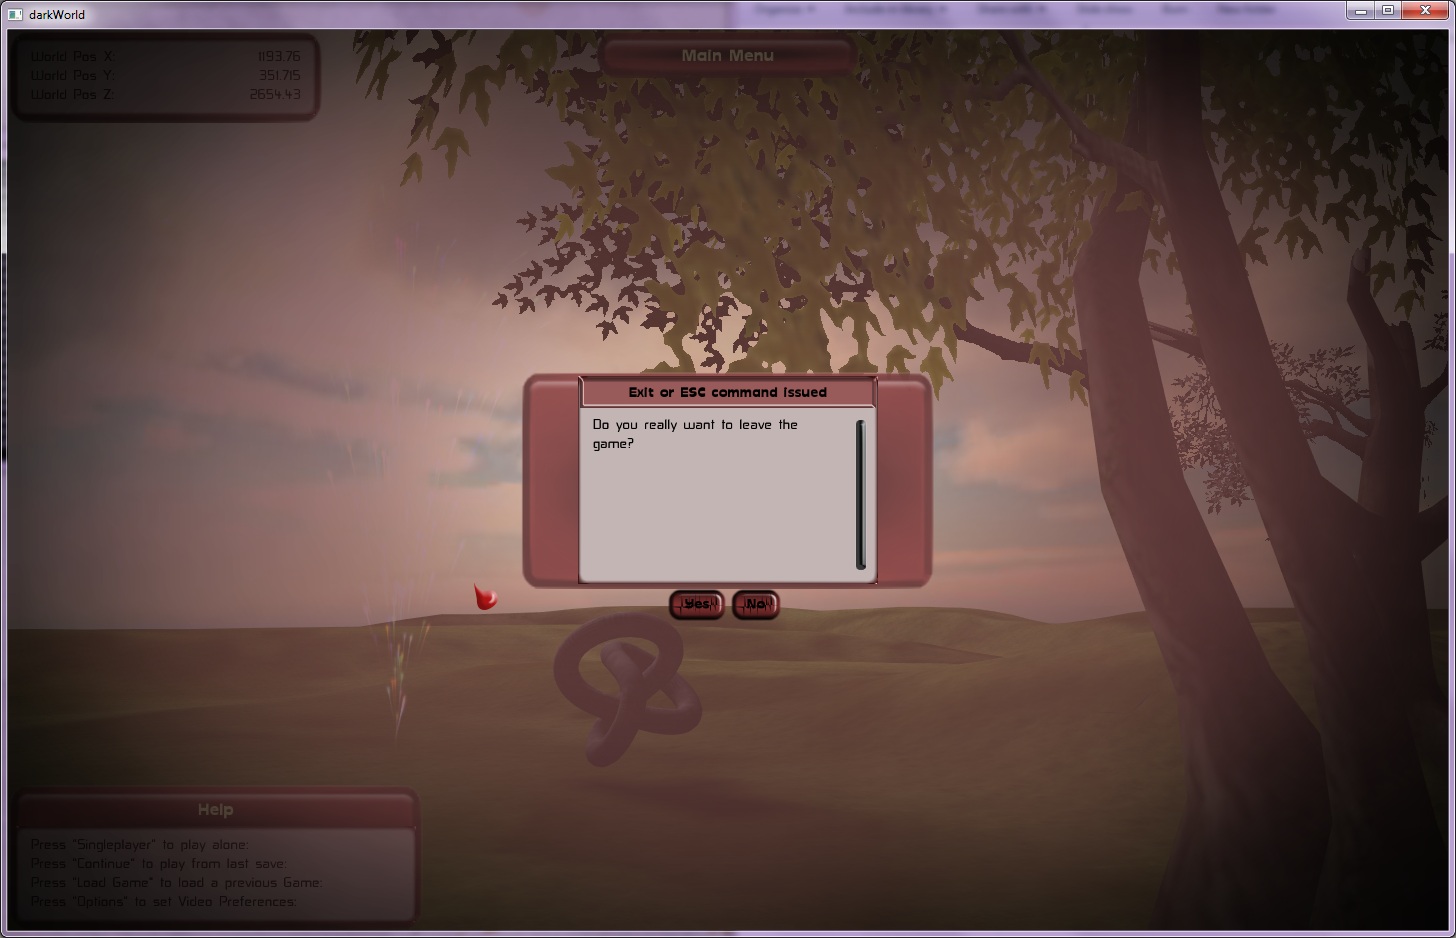 darkWorld
World Pos X: 1193.76
World Pos Y: 351.715
World Pos Z: 2654.43
Main Menu
Exit or ESC command issued
Do you really want to leave the
game?
Yes
No
Help
Press "Singleplayer" to play alone:
Press "Continue" to play from last save:
Press "Load Game" to load a previous Game:
Press "Options" to set Video Preferences: